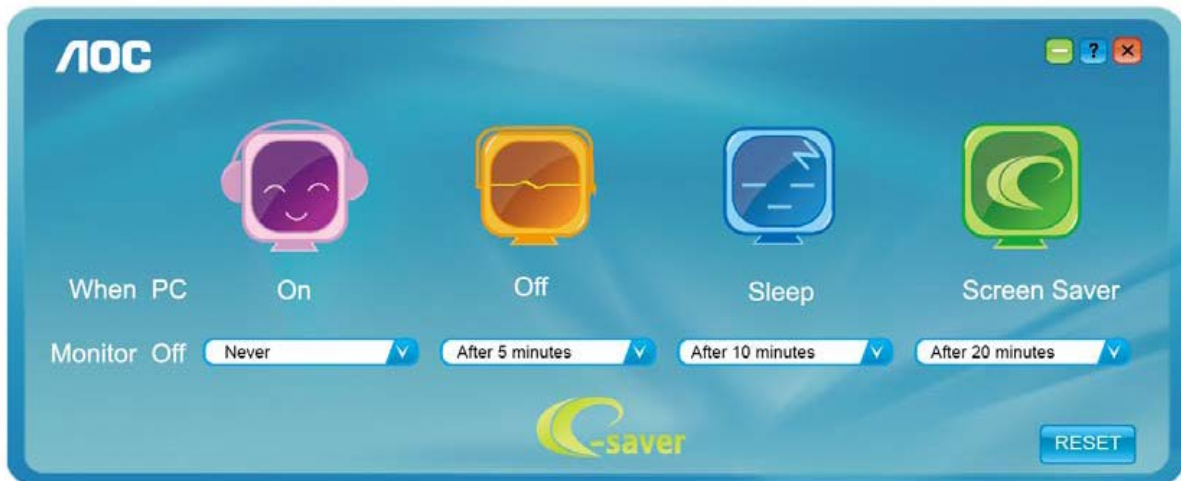 AOC
?
When PC On Off Sleep Screen Saver
Monitor Off Never After 5 minutes After 10 minutes After 20 minutes
e-saver
RESET